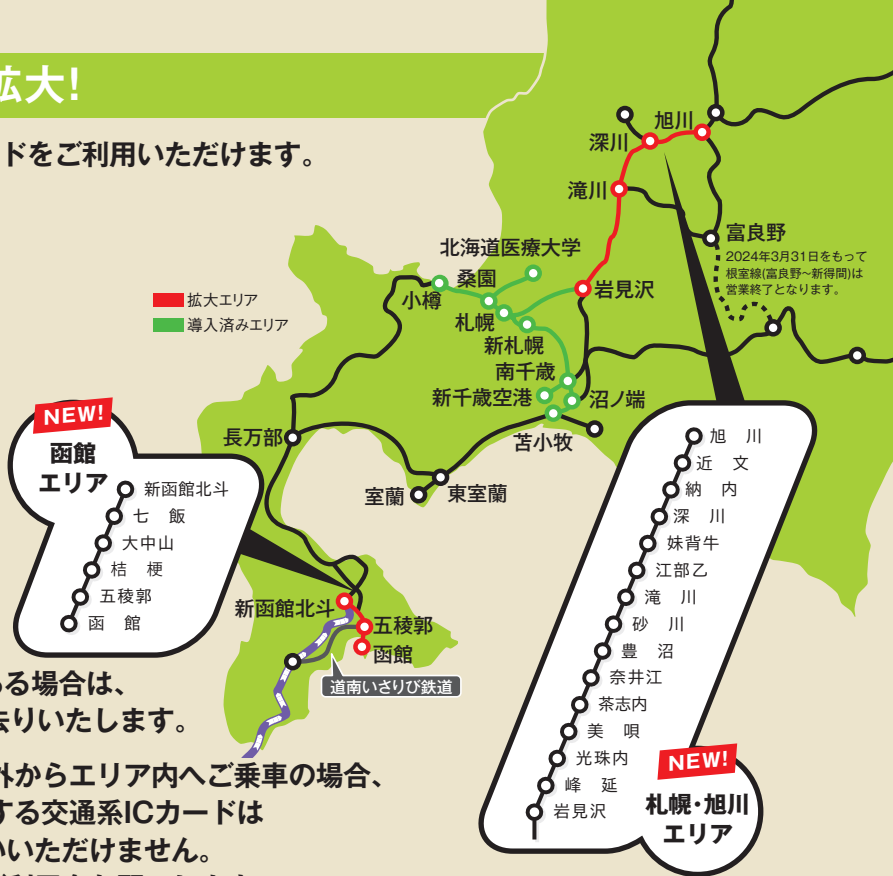 拡大!
ドをご利用いただけます。
旭川
深川
滝川
富良野
2024年3月31日をもって
根室線(富良野~新得間)は
営業終了となります。
北海道医療大学
桑園
小樽
岩見沢
札幌
新札幌
南千歳
新千歳空港
沼ノ端
苫小牧
拡大エリア
導入済みエリア
長万部
室蘭
東室蘭
NEW!
函館
エリア
新函館北斗
七 飯
大中山
桔 梗
五稜郭
函 館
新函館北斗
五稜郭
函館
道南いさりび鉄道
旭 川
近 文
納 内
深 川
妹背牛
江部乙
滝 川
砂 川
豊 沼
奈井江
茶志内
美 唄
光珠内
峰 延
岩見沢
NEW!
札幌・旭川
エリア
る場合は、
去りいたします。
外からエリア内へご乗車の場合、
する交通系ICカードは
いいただけません。